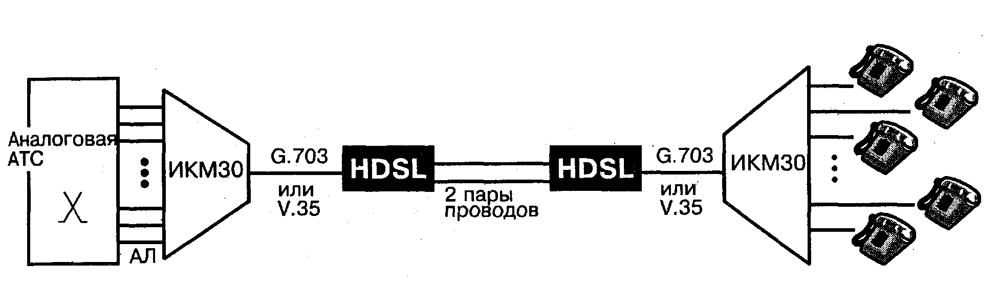 Аналоговая
АТС
АЛ
ИКМ30
G.703
или
V.35
HDSL
2 пары
проводов
HDSL
G.703
или
V.35
ИКМ30